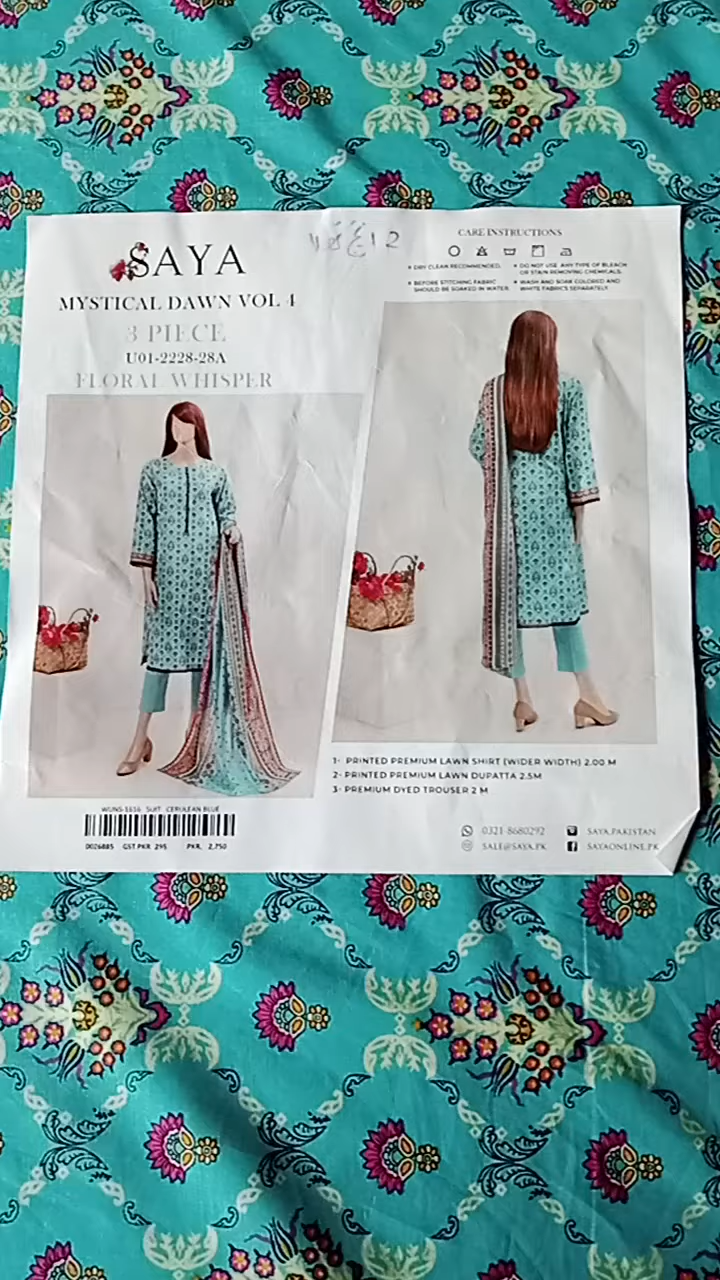 SAYA
MYSTICAL DAWN VOL 4
3 PIECE
U01-2228-28A
FLORAL WHISPER
CARE INSTRUCTIONS
* DRY CLEAN RECOMMENDED.
* BEFORE STITCHING FABRIC
SHOULD BE SOAKED IN WATER.
* DO NOT USE ANY TYPE OF BLEACH
OR STAIN REMOVING CHEMICALS.
* WASH AND SOAK COLORED AND
WHITE FABRICS SEPARATELY.
1- PRINTED PREMIUM LAWN SHIRT (WIDER WIDTH) 2.00 M
2- PRINTED PREMIUM LAWN DUPATTA 2.5M
3- PREMIUM DYED TROUSER 2 M
WUNS-1616 SUIT CERULEAN BLUE
0026885 GST PKR 295 PKR. 2,750
0321-8680292
SALE@SAYA.PK
SAYA.PAKISTAN
SAYAONLINE.PK